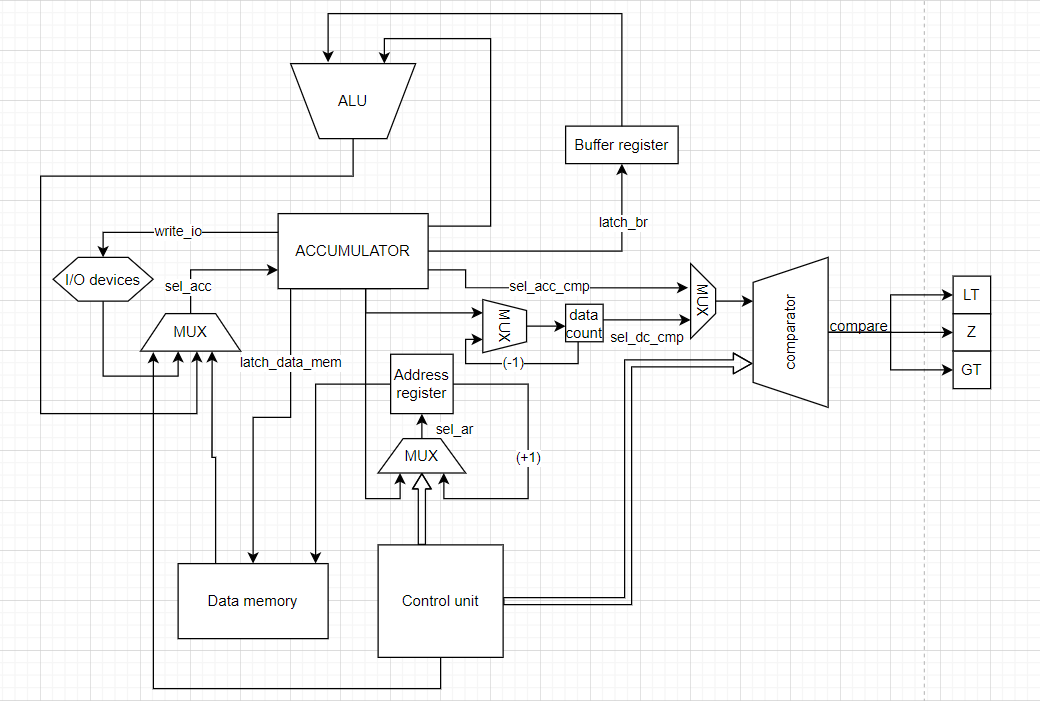 ALU
Buffer register
latch_br
write_io
ACCUMULATOR
I/O devices
sel_acc
sel_acc_cmp
MUX
LT
MUX
data
count
MUX
comparator
compare
Z
sel_dc_cmp
latch_data_mem
(-1)
GT
Address
register
sel_ar
MUX
(+1)
Data memory
Control unit